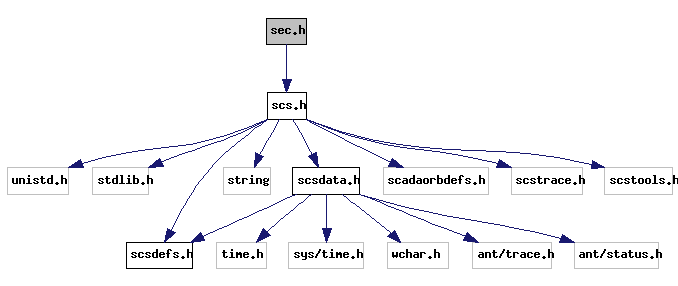 sec.h
scs.h
unistd.h stdlib.h string scsdata.h scadaorbdefs.h scstrace.h scstools.h
scsdefs.h time.h sys/time.h wchar.h ant/trace.h ant/status.h